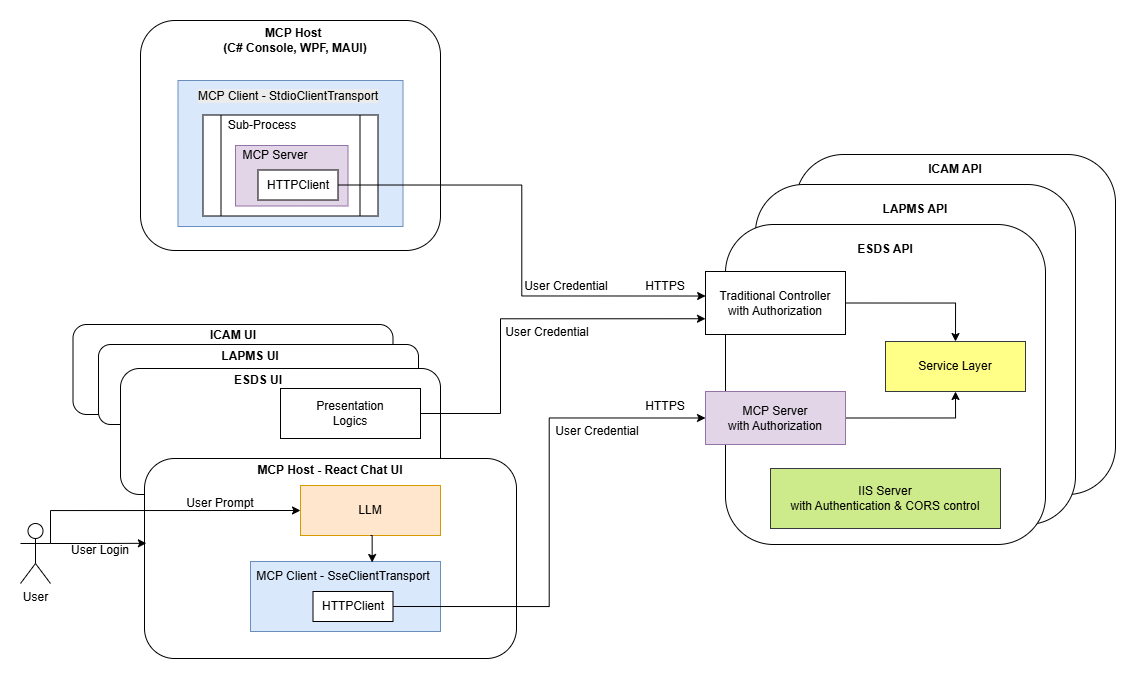 MCP Host
(C# Console, WPF, MAUI)
MCP Client - StdioClientTransport
Sub-Process
MCP Server
HTTPClient
ICAM API
LAPMS API
ESDS API
User Credential
HTTPS
Traditional Controller
with Authorization
User Credential
Service Layer
HTTPS
User Credential
MCP Server
with Authorization
IIS Server
with Authentication & CORS control
ICAM UI
LAPMS UI
ESDS UI
Presentation
Logics
MCP Host - React Chat UI
User Prompt
LLM
User Login
MCP Client - SseClientTransport
HTTPClient
User